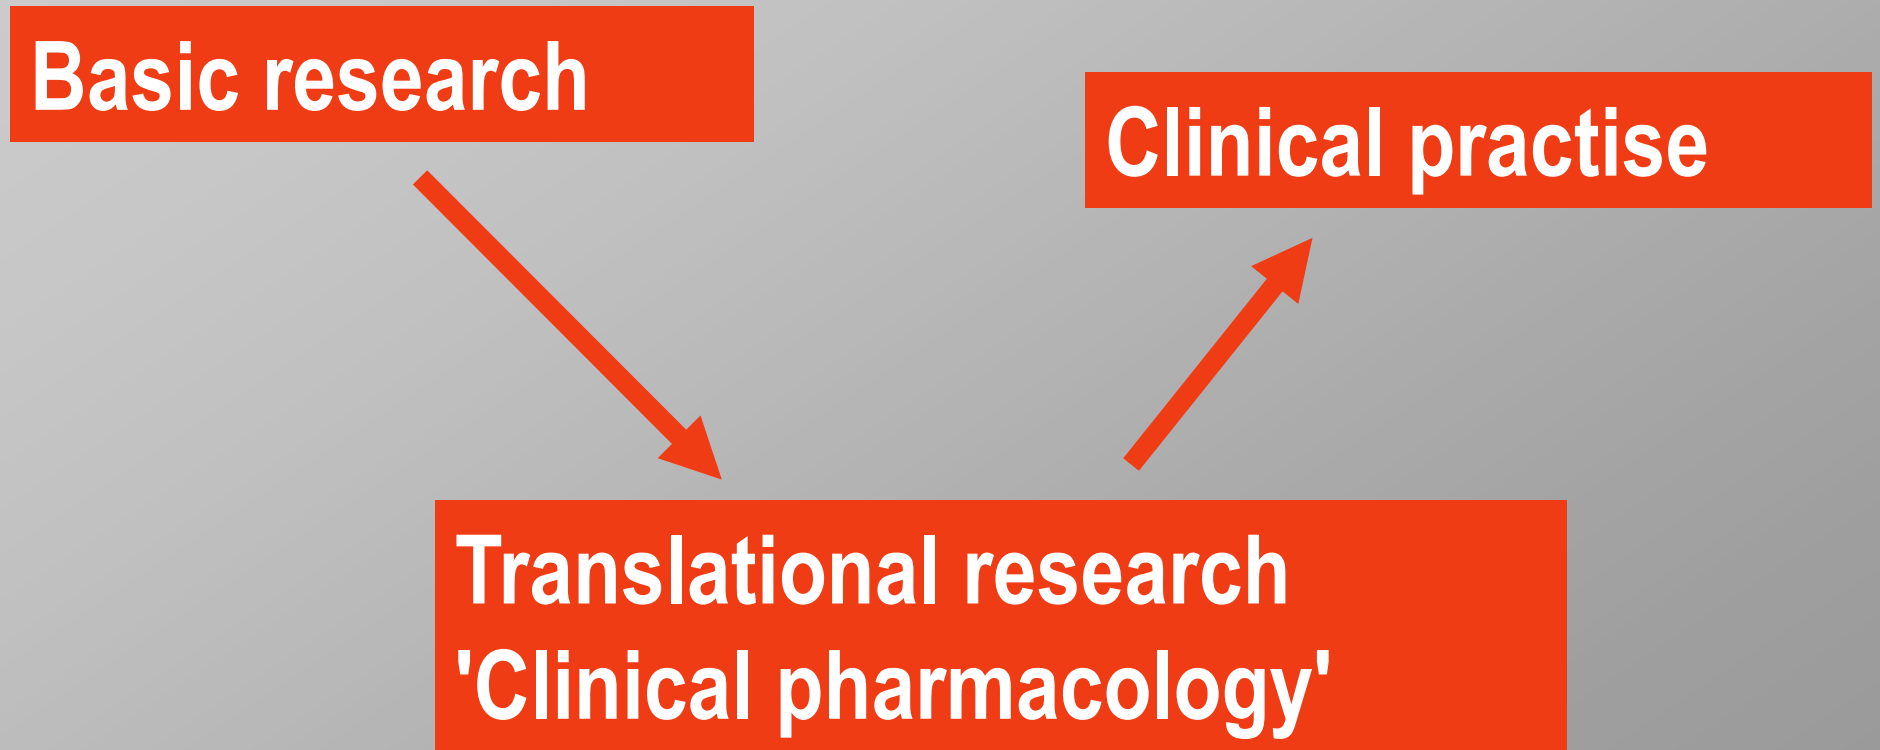 Basic research
Clinical practise
Translational research
'Clinical pharmacology'